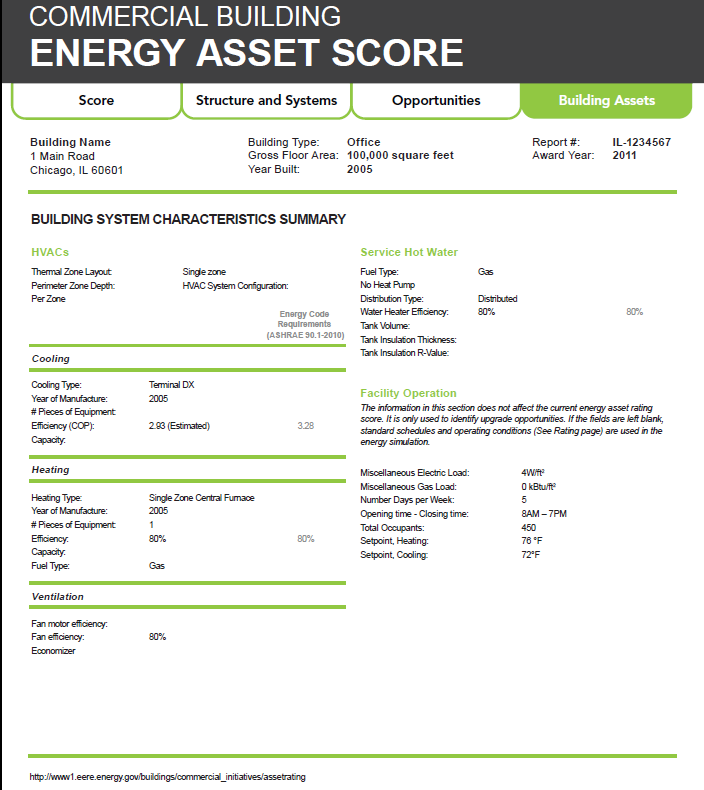 COMMERCIAL BUILDING
ENERGY ASSET SCORE
Score
Structure and Systems
Opportunities
Building Assets
Building Name
1 Main Road
Chicago, IL 60601
Building Type: Office
Gross Floor Area: 100,000 square feet
Year Built: 2005
Report #: IL-1234567
Award Year: 2011
BUILDING SYSTEM CHARACTERISTICS SUMMARY
HVACs
Thermal Zone Layout: Single zone
Perimeter Zone Depth: HVAC System Configuration:
Per Zone
Energy Code
Requirements
(ASHRAE 90.1-2010)
Cooling
Cooling Type: Terminal DX
Year of Manufacture: 2005
# Pieces of Equipment:
Efficiency (COP): 2.93 (Estimated) 3.28
Capacity:
Heating
Heating Type: Single Zone Central Furnace
Year of Manufacture: 2005
# Pieces of Equipment: 1
Efficiency: 80% 80%
Capacity:
Fuel Type: Gas
Ventilation
Fan motor efficiency:
Fan efficiency: 80%
Economizer
Service Hot Water
Fuel Type: Gas
No Heat Pump
Distribution Type: Distributed
Water Heater Efficiency: 80% 80%
Tank Volume:
Tank Insulation Thickness:
Tank Insulation R-Value:
Facility Operation
The information in this section does not affect the current energy asset rating
score. It is only used to identify upgrade opportunities. If the fields are left blank,
standard schedules and operating conditions (See Rating page) are used in the
energy simulation.
Miscellaneous Electric Load: 4W/ft²
Miscellaneous Gas Load: 0 kBtu/ft²
Number Days per Week: 5
Opening time - Closing time: 8AM – 7PM
Total Occupants: 450
Setpoint, Heating: 76 °F
Setpoint, Cooling: 72°F
http://www1.eere.energy.gov/buildings/commercial_initiatives/assetrating